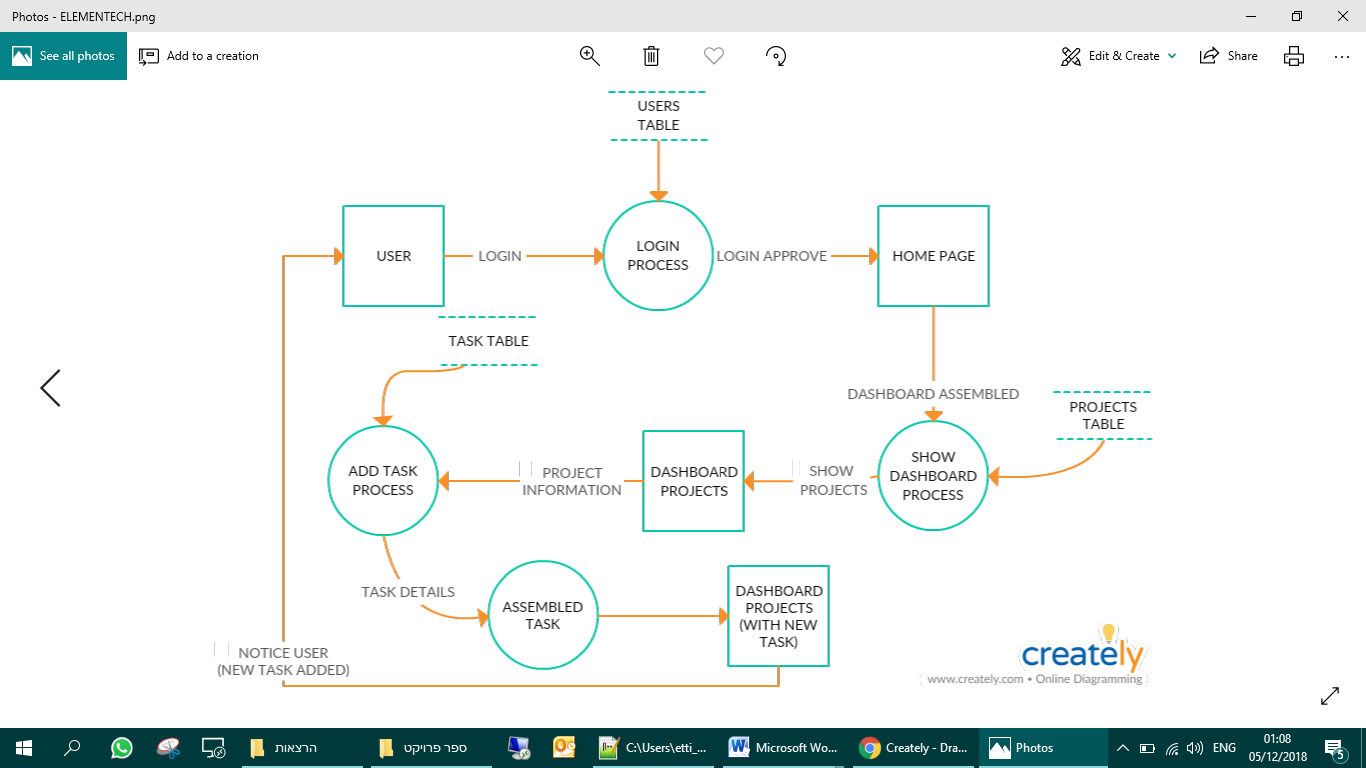 Photos - ELEMENTECH.png
See all photos
Add to a creation
Edit & Create
Share
USERS
TABLE
USER
LOGIN
LOGIN
PROCESS
LOGIN APPROVE
HOME PAGE
TASK TABLE
DASHBOARD ASSEMBLED
PROJECTS
TABLE
ADD TASK
PROCESS
PROJECT
INFORMATION
DASHBOARD
PROJECTS
SHOW
PROJECTS
SHOW
DASHBOARD
PROCESS
TASK DETAILS
ASSEMBLED
TASK
DASHBOARD
PROJECTS
(WITH NEW
TASK)
NOTICE USER
(NEW TASK ADDED)
creately
www.creately.com • Online Diagramming
הרצאות
ספר פרויקט
C:\Users\etti_...
Microsoft Wo...
Creately - Dra...
Photos
ENG
01:08
05/12/2018
5